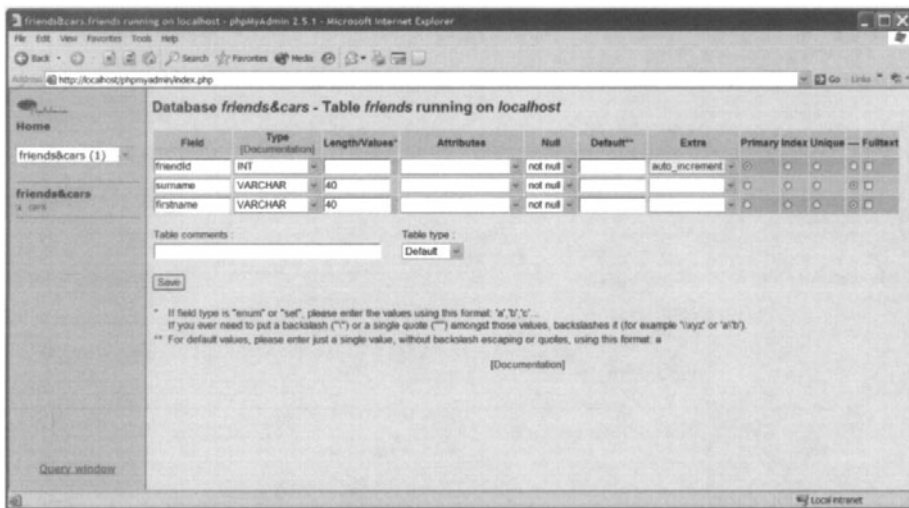 friends&cars.friends running on localhost - phpMyAdmin 2.5.1 - Microsoft Internet Explorer
File Edit View Favorites Tools Help
Back Search Favorites Media
Address http://localhost/phpmyadmin/index.php Go Links
Home
friends&cars (1)
friends&cars
cars
Query window
Database friends&cars - Table friends running on localhost
Field Type [Documentation] Length/Values* Attributes Null Default** Extra Primary Index Unique --- Fulltext
friendid INT not null auto_increment
surname VARCHAR 40 not null
firstname VARCHAR 40 not null
Table comments : Table type :
Default
Save
* If field type is "enum" or "set", please enter the values using this format: 'a','b','c'...
If you ever need to put a backslash ("\") or a single quote ("'") amongst those values, backslashes it (for example '\\xyz' or 'a\'b').
** For default values, please enter just a single value, without backslash escaping or quotes, using this format: a
[Documentation]
Local intranet